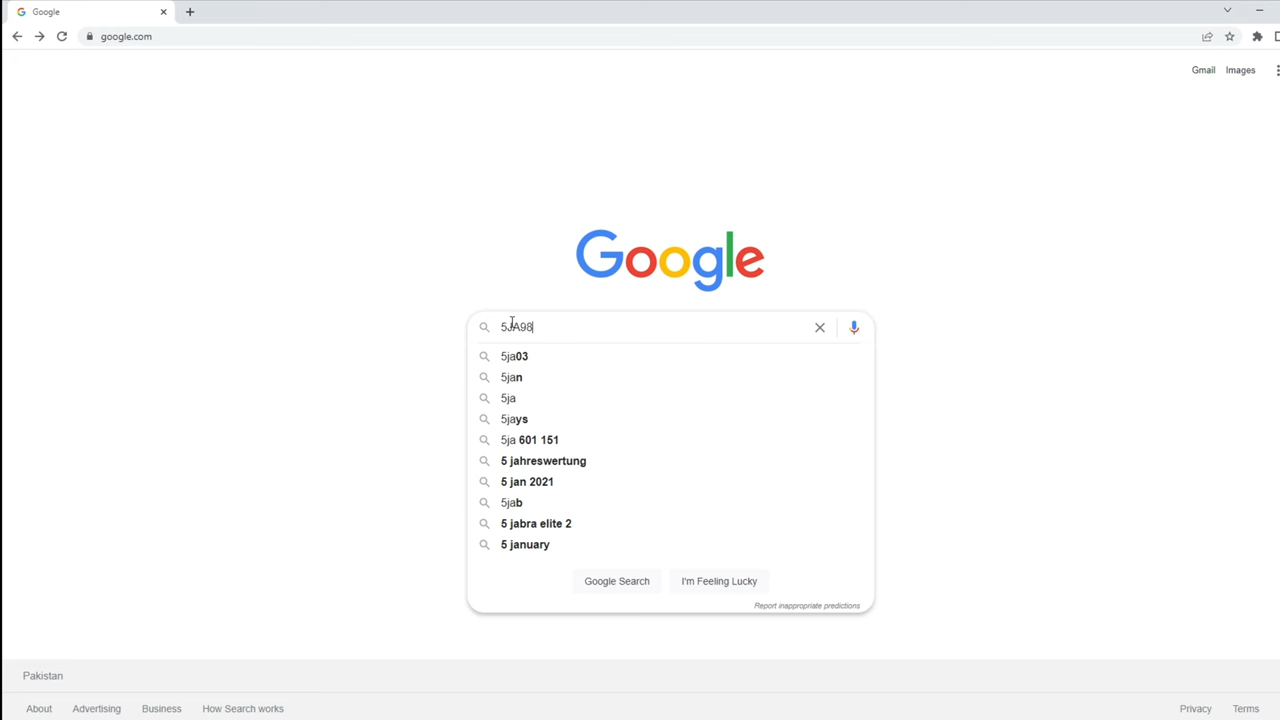 Google
google.com
Gmail Images
Google
5JA98
5ja03
5jan
5ja
5jays
5ja 601 151
5 jahreswertung
5 jan 2021
5jab
5 jabra elite 2
5 january
Google Search I'm Feeling Lucky
Report inappropriate predictions
Pakistan
About Advertising Business How Search works Privacy Terms